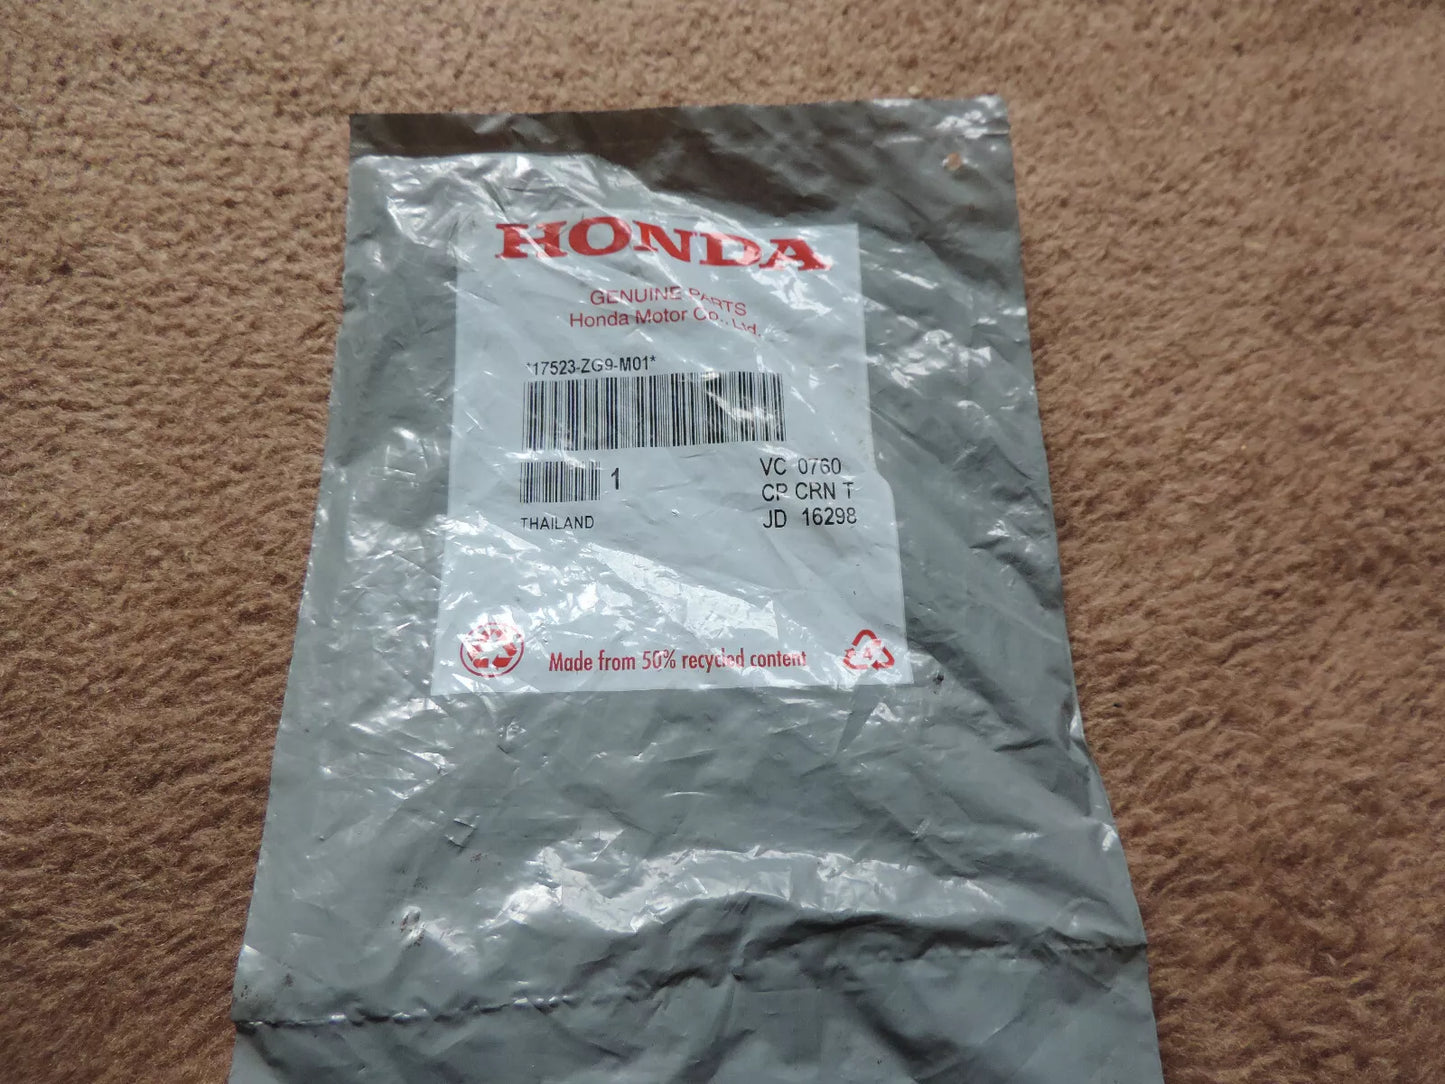 HONDA
GENUINE PARTS
Honda Motor Co., Ltd.
*17523-ZG9-M01*
1
VC 0760
CP CRN T
JD 16298
THAILAND
Made from 50% recycled content
4